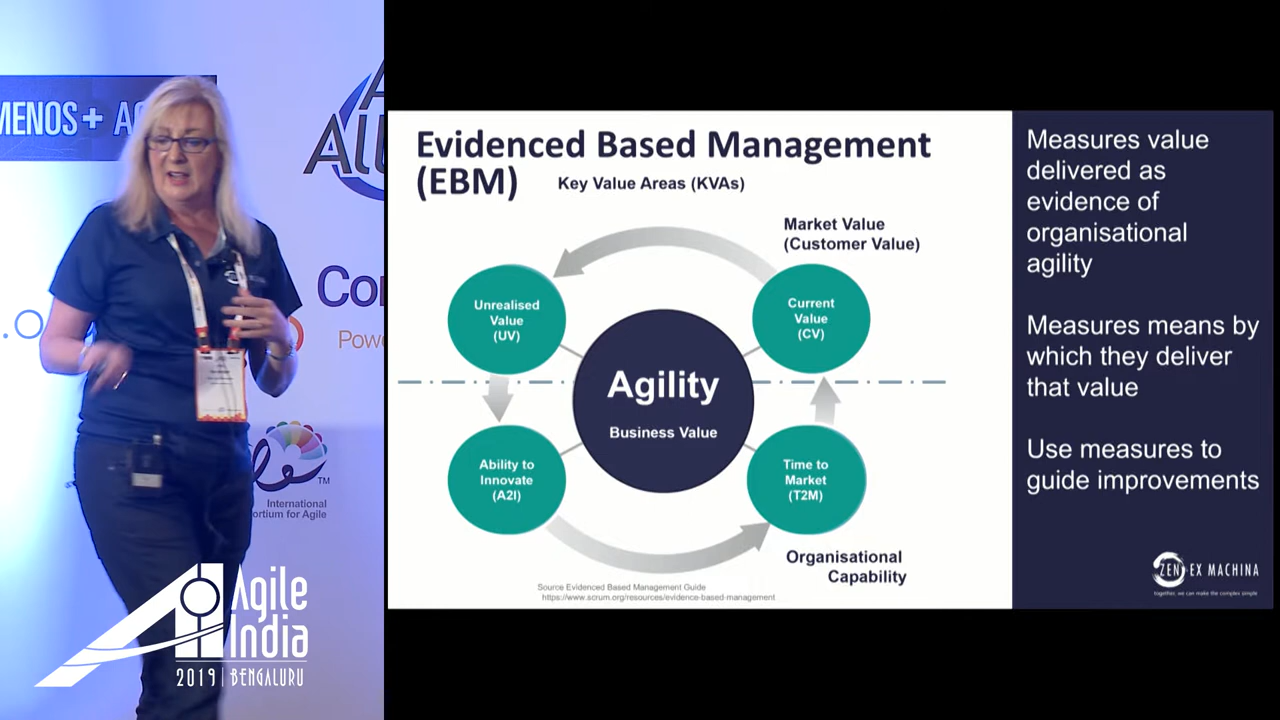 MENOS+ A
A
ALL
Co
Powe
.O
International
ortium for Agile
TM
Agile
India
2019 | BENGALURU
Evidenced Based Management
(EBM)
Key Value Areas (KVAs)
Market Value
(Customer Value)
Unrealised
Value
(UV)
Current
Value
(CV)
Agility
Business Value
Ability to
Innovate
(A2I)
Time to
Market
(T2M)
Organisational
Capability
Source Evidenced Based Management Guide
https://www.scrum.org/resources/evidence-based-management
Measures value
delivered as
evidence of
organisational
agility
Measures means by
which they deliver
that value
Use measures to
guide improvements
ZEN EX MACHINA
together, we can make the complex simple